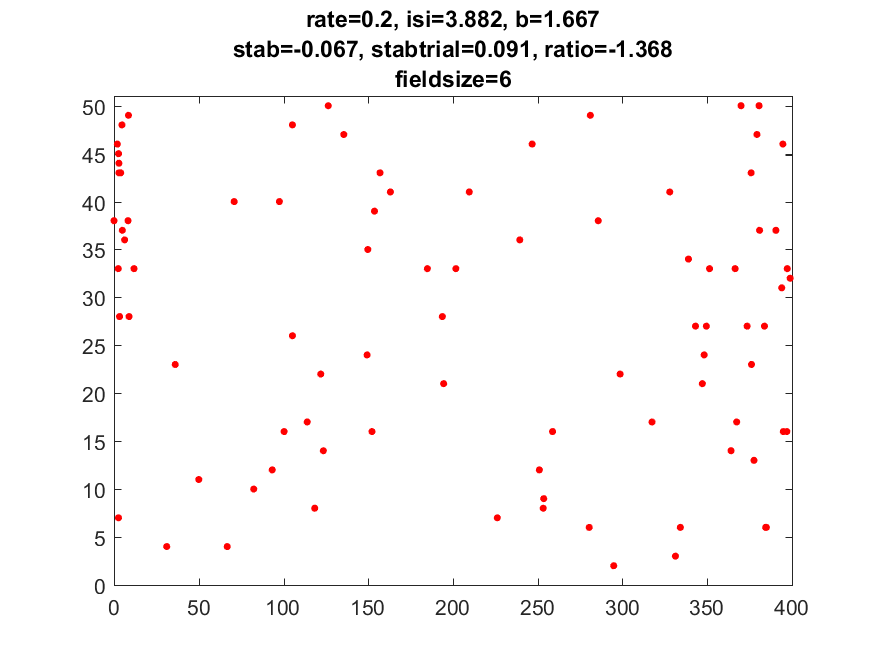 rate=0.2, isi=3.882, b=1.667
stab=-0.067, stabtrial=0.091, ratio=-1.368
fieldsize=6
50
45
40
35
30
25
20
15
10
5
0
0 50 100 150 200 250 300 350 400